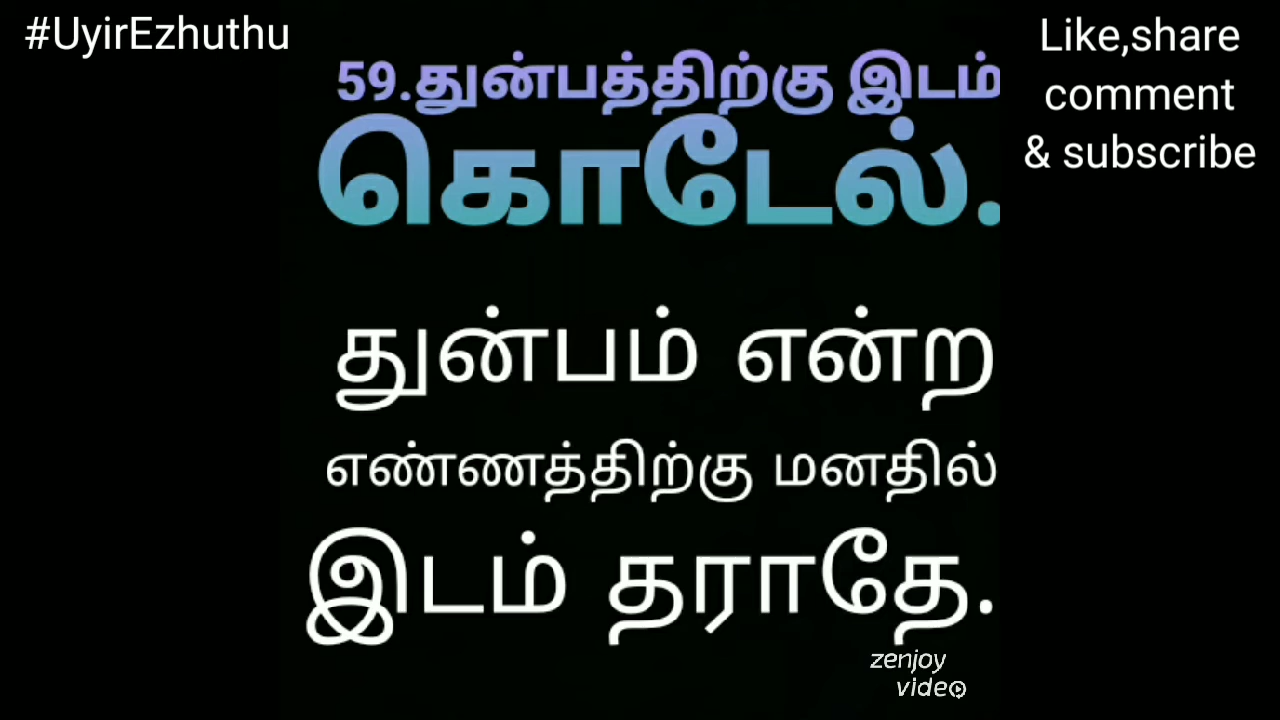 #UyirEzhuthu
59.துன்பத்திற்கு இடம்
கொடேல்.
துன்பம் என்ற
எண்ணத்திற்கு மனதில்
இடம் தராதே.
Like,share
comment
& subscribe
zenjoy
video